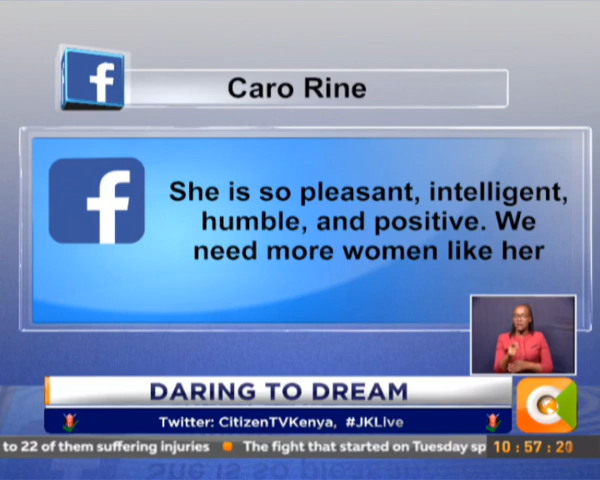 f
Caro Rine
f
She is so pleasant, intelligent,
humble, and positive. We
need more women like her
DARING TO DREAM
Twitter: CitizenTVKenya, #JKLive
to 22 of them suffering injuries The fight that started on Tuesday sp
10:57:20